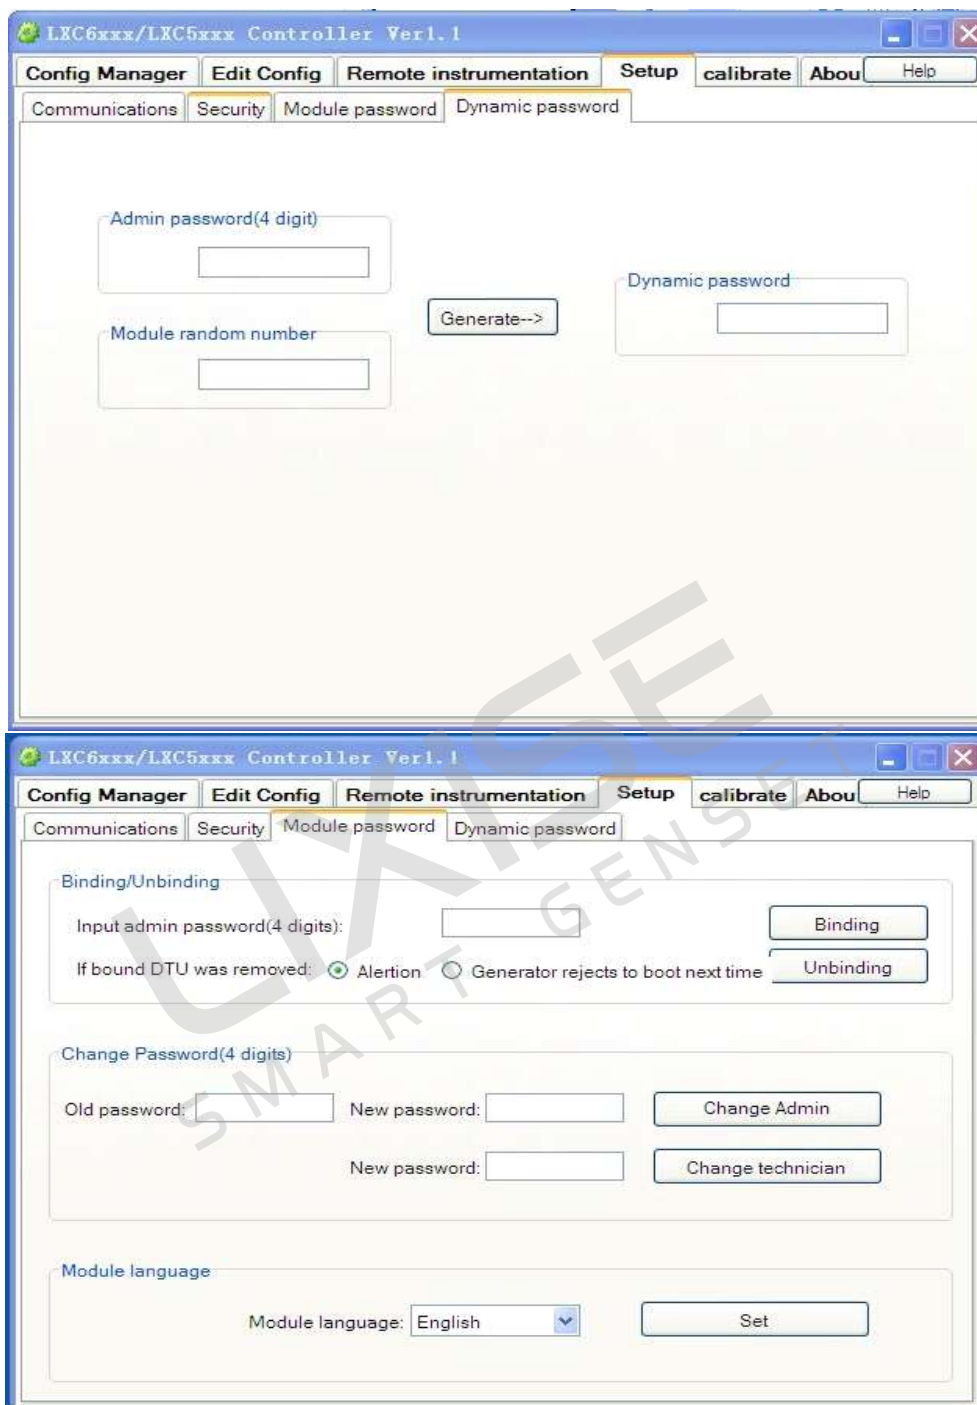 LXC6xxx/LXC5xxx Controller Ver1.1
Config Manager Edit Config Remote instrumentation Setup calibrate Abou Help
Communications Security Module password Dynamic password
Admin password(4 digit)
Dynamic password
Generate-->
Module random number
LXC6xxx/LXC5xxx Controller Ver1.1
Config Manager Edit Config Remote instrumentation Setup calibrate Abou Help
Communications Security Module password Dynamic password
Binding/Unbinding
Input admin password(4 digits): Binding
If bound DTU was removed: Alertion Generator rejects to boot next time Unbinding
Change Password(4 digits)
Old password: New password: Change Admin
New password: Change technician
Module language
Module language: English Set
LIXISE
SMART GENSET